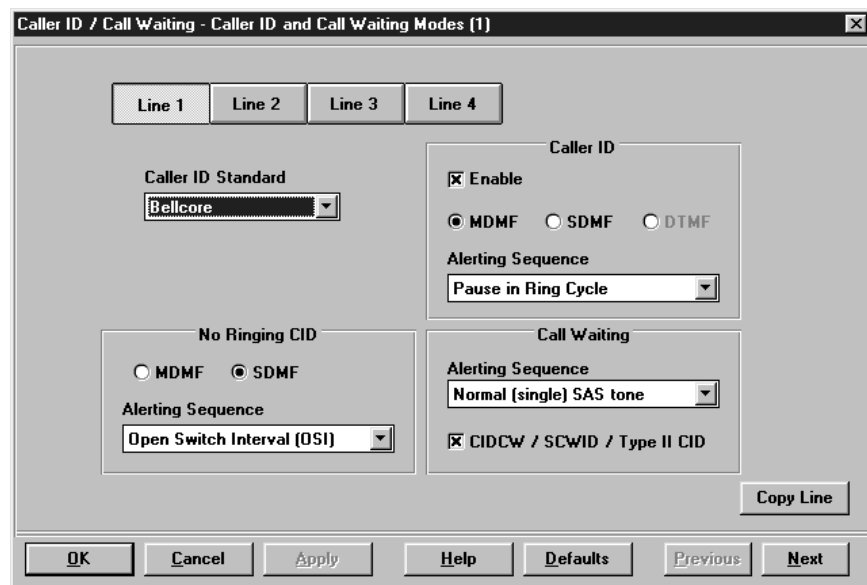 Caller ID / Call Waiting - Caller ID and Call Waiting Modes (1)
Line 1 Line 2 Line 3 Line 4
Caller ID Standard
Bellcore
Caller ID
Enable
MDMF SDMF DTMF
Alerting Sequence
Pause in Ring Cycle
No Ringing CID
MDMF SDMF
Alerting Sequence
Open Switch Interval (OSI)
Call Waiting
Alerting Sequence
Normal (single) SAS tone
CIDCW / SCWID / Type II CID
Copy Line
OK Cancel Apply Help Defaults Previous Next